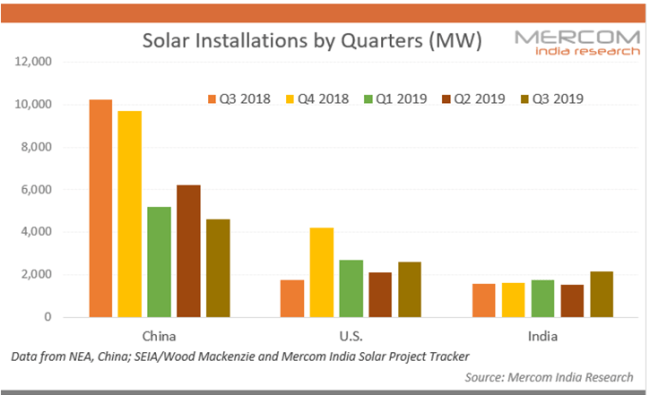 Solar Installations by Quarters (MW)
MERCOM
india research
12,000
10,000
8,000
6,000
4,000
2,000
0
Q3 2018 Q4 2018 Q1 2019 Q2 2019 Q3 2019
China U.S. India
Data from NEA, China; SEIA/Wood Mackenzie and Mercom India Solar Project Tracker
Source: Mercom India Research